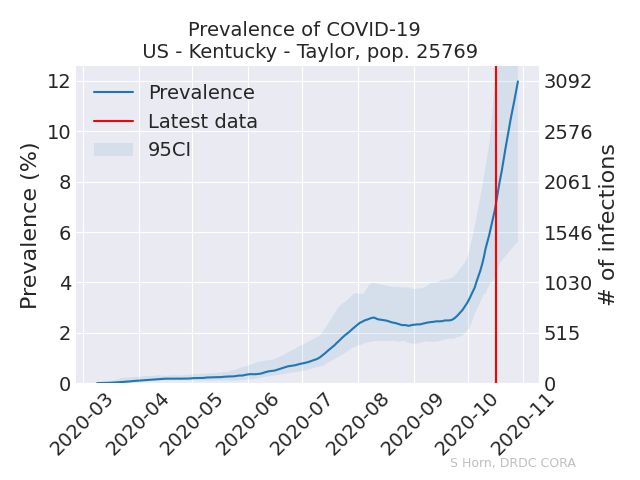 Prevalence of COVID-19
US - Kentucky - Taylor, pop. 25769
Prevalence
Latest data
95CI
Prevalence (%)
12
10
8
6
4
2
0
3092
2576
2061
1546
1030
515
0
# of infections
2020-03
2020-04
2020-05
2020-06
2020-07
2020-08
2020-09
2020-10
2020-11
S Horn, DRDC CORA